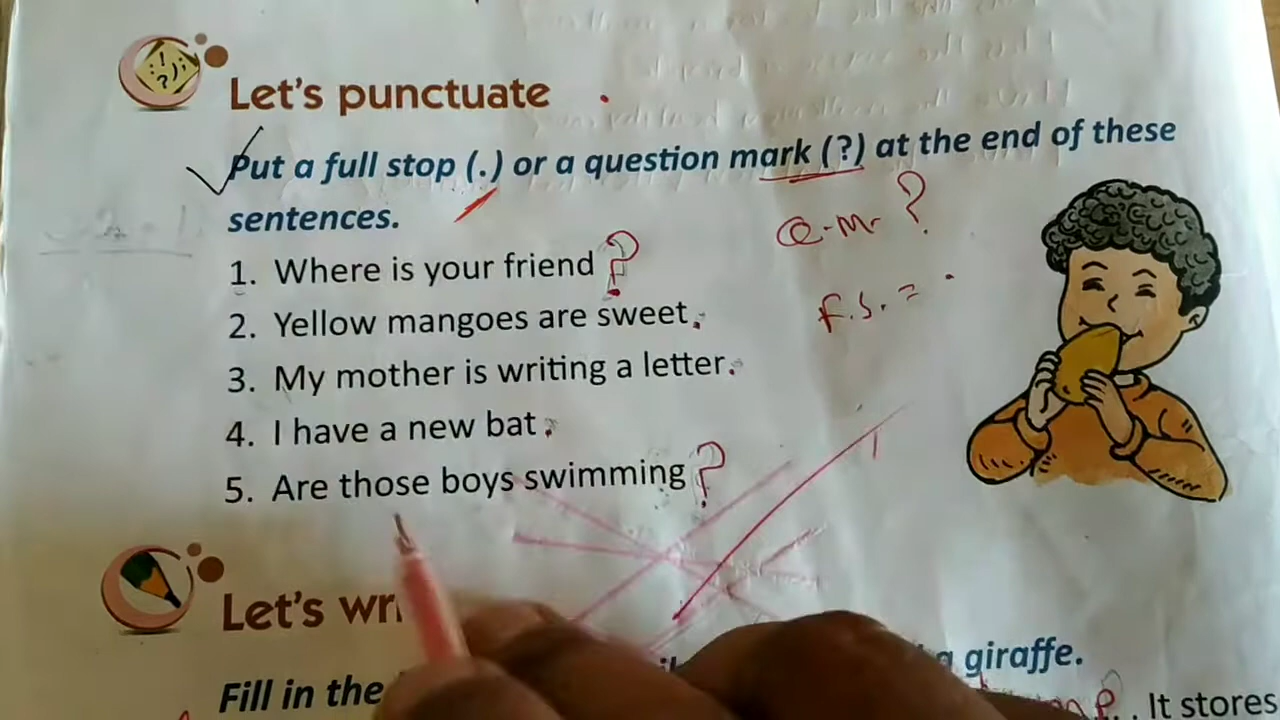 Let's punctuate
Put a full stop (.) or a question mark (?) at the end of these
sentences.
Q.Mr ?
F.S. = .
1. Where is your friend ?
2. Yellow mangoes are sweet.
3. My mother is writing a letter.
4. I have a new bat.
5. Are those boys swimming ?
Let's
Fill in the giraffe.
It stores